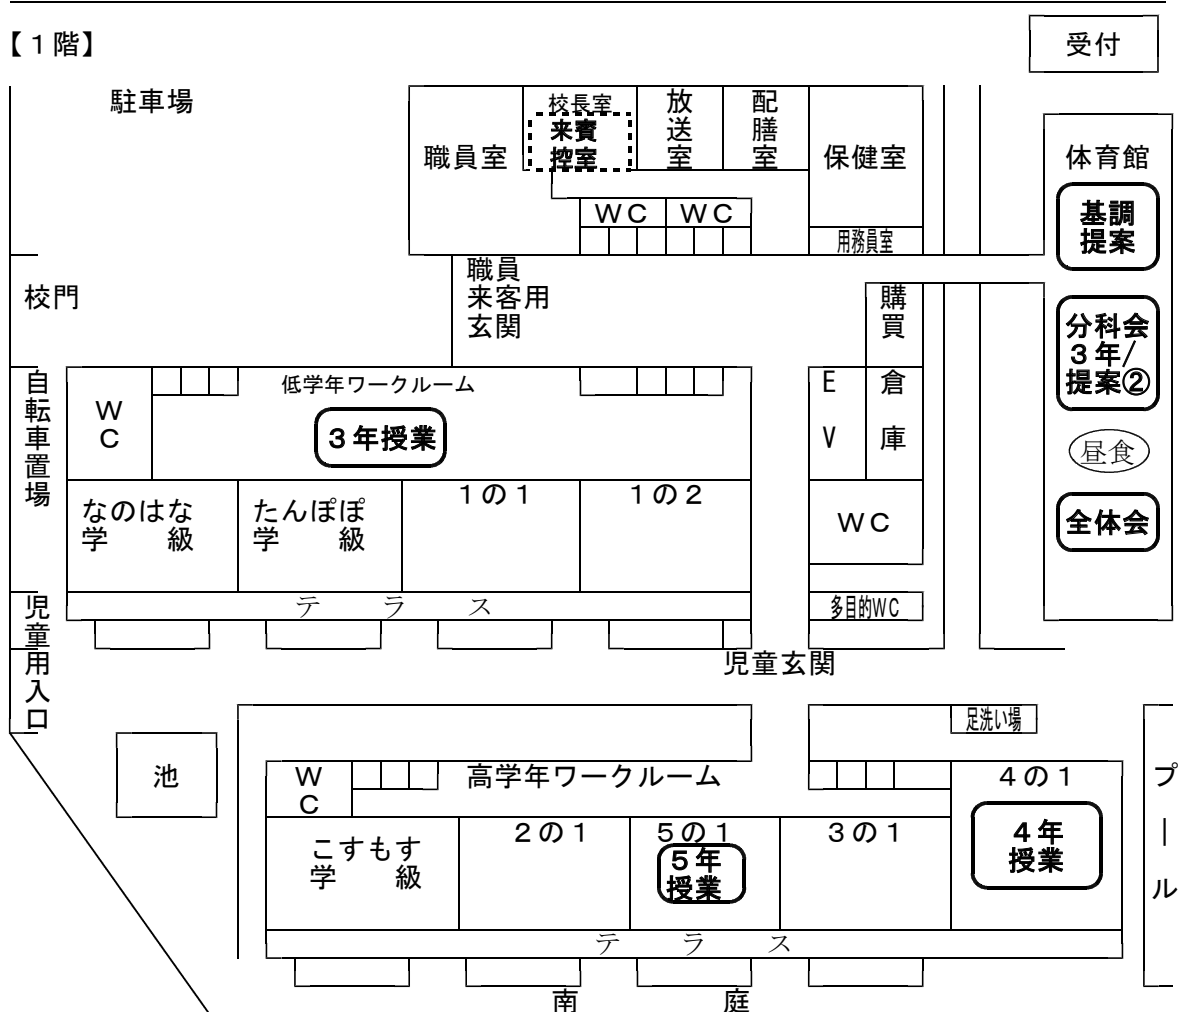 【１階】
受付
駐車場
職員室
校長室
来賓
控室
放送室
配膳室
保健室
体育館
基調
提案
ＷＣ
ＷＣ
用務員室
校門
職員
来客用
玄関
購買
分科会
３年/
提案②
自転車置場
ＷＣ
低学年ワークルーム
３年授業
ＥＶ
倉庫
昼食
なのはな
学　級
たんぽぽ
学　級
１の１
１の２
ＷＣ
全体会
テラス
多目的WC
児童用入口
児童玄関
足洗い場
池
ＷＣ
高学年ワークルーム
４の１
４年
授業
プール
こすもす
学　級
２の１
５の１
５年
授業
３の１
テラス
南　庭